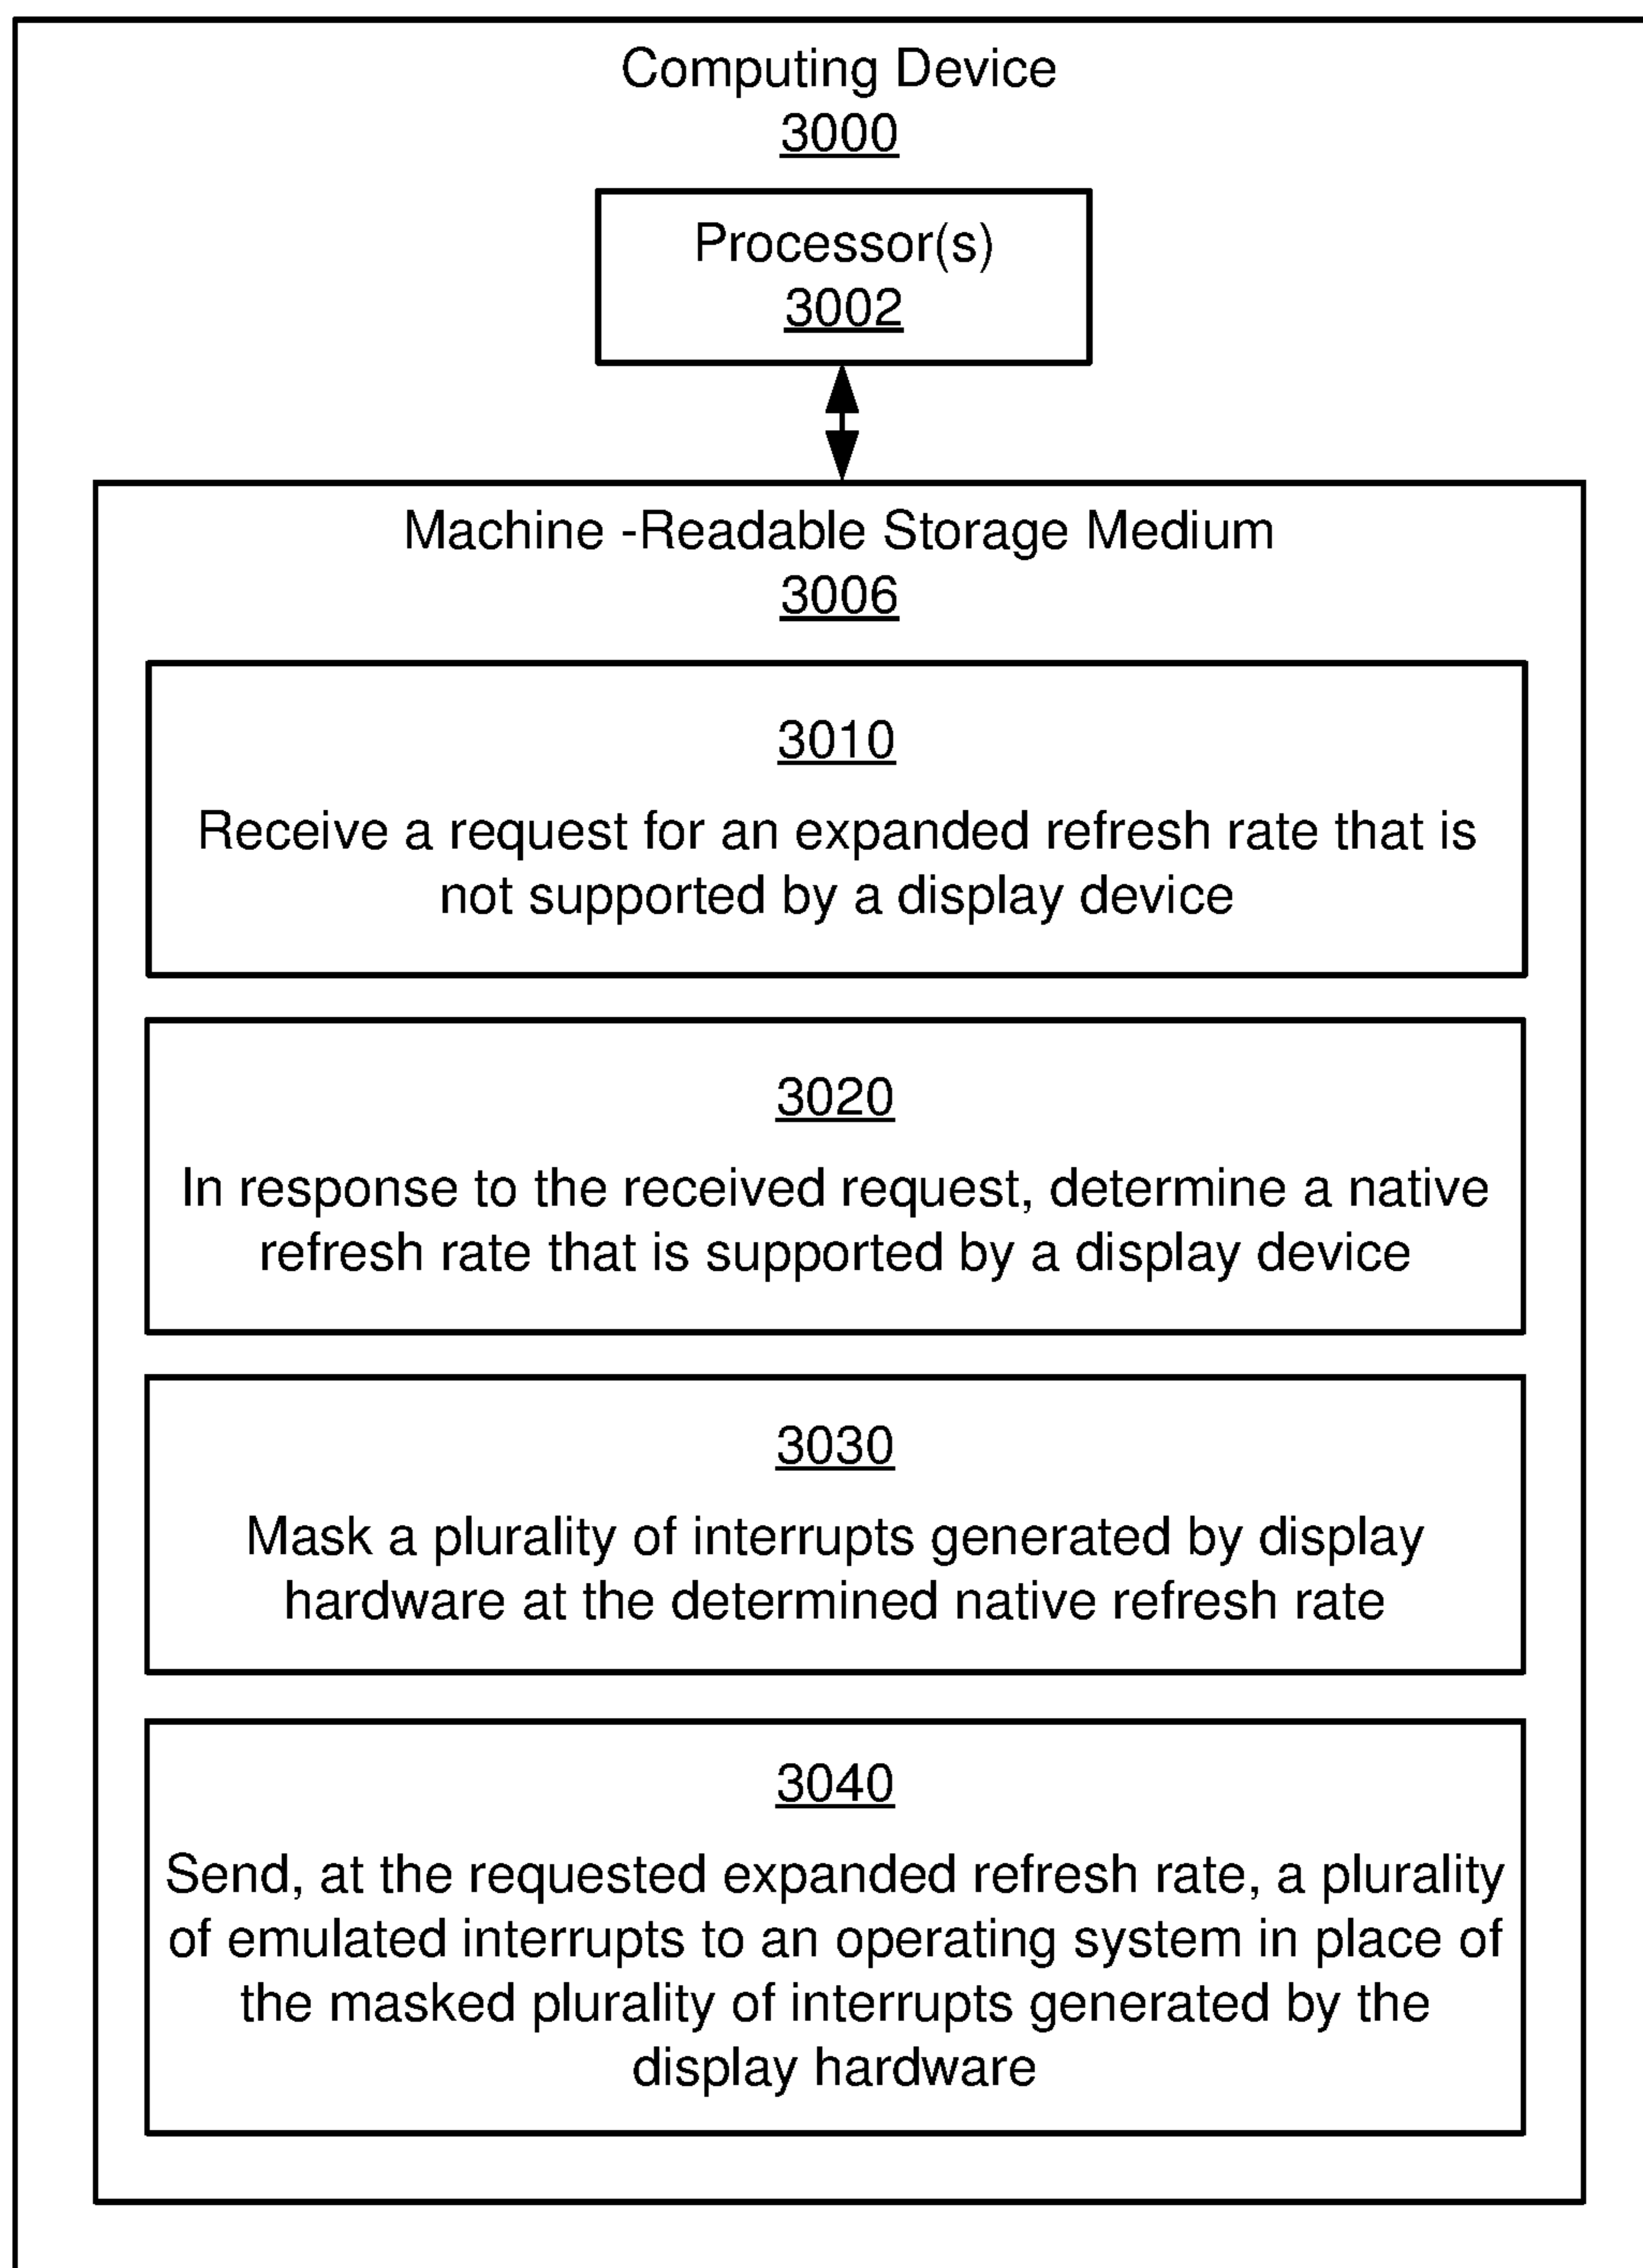 Computing Device
3000
Processor(s)
3002
Machine -Readable Storage Medium
3006
3010
Receive a request for an expanded refresh rate that is
not supported by a display device
3020
In response to the received request, determine a native
refresh rate that is supported by a display device
3030
Mask a plurality of interrupts generated by display
hardware at the determined native refresh rate
3040
Send, at the requested expanded refresh rate, a plurality
of emulated interrupts to an operating system in place of
the masked plurality of interrupts generated by the
display hardware